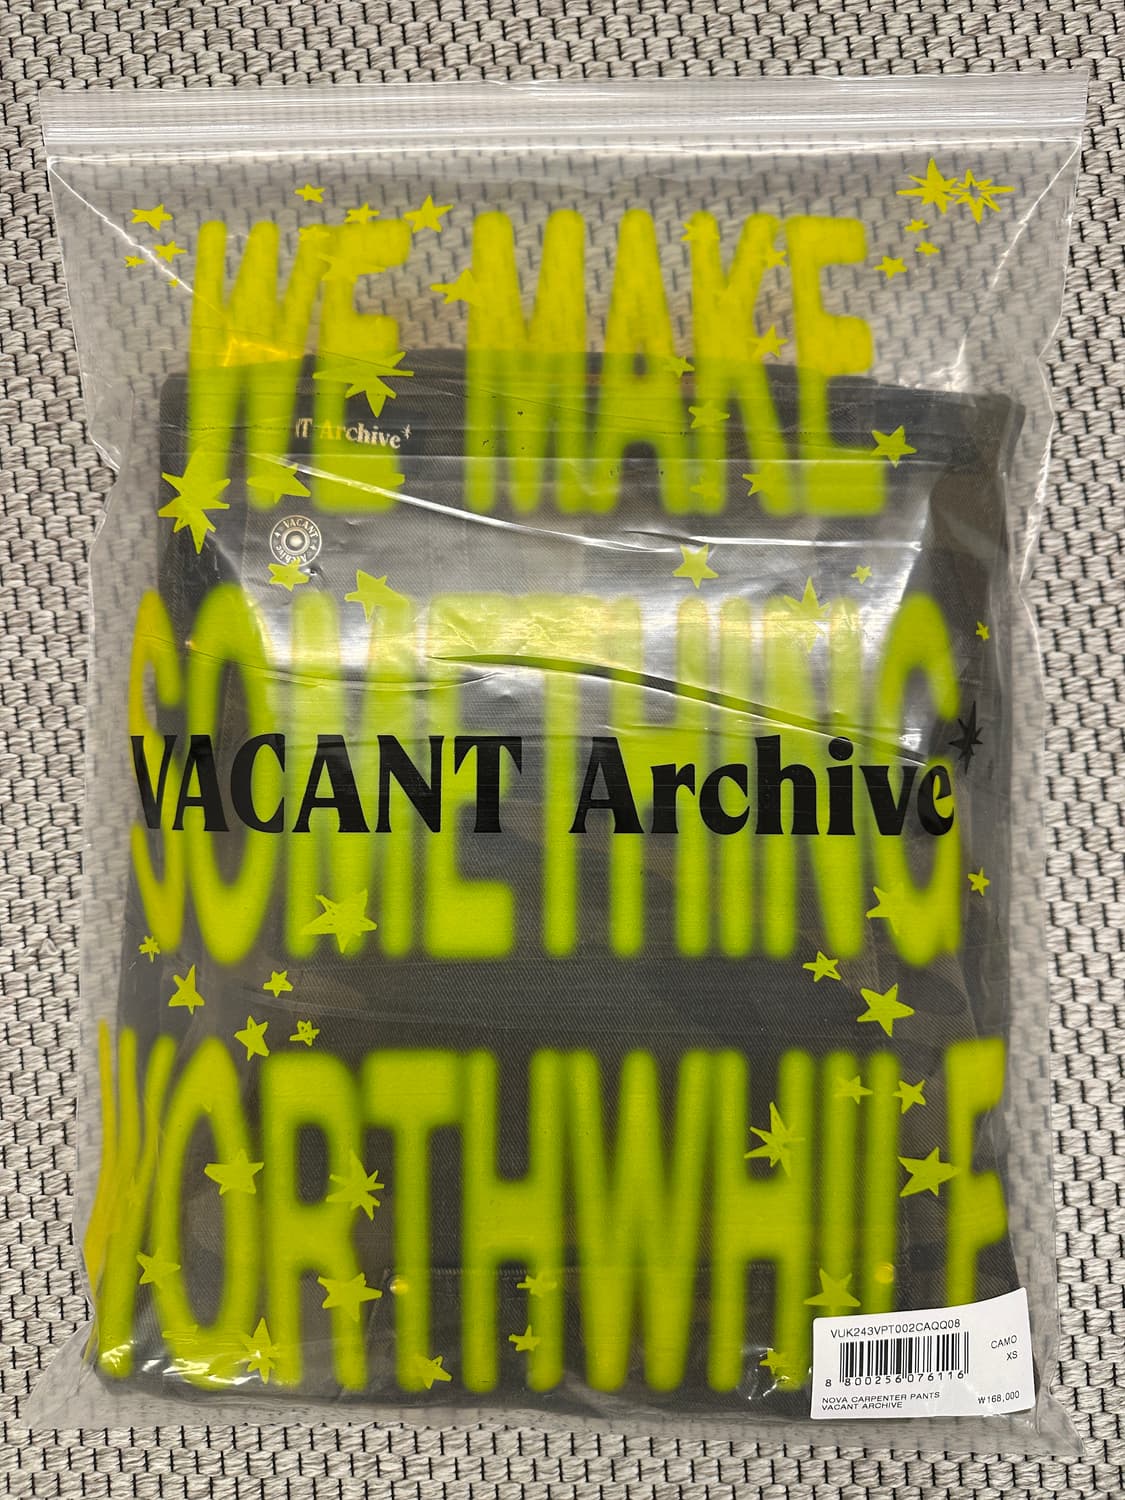 WE MAKE
T Archive*
VACANT
Archive
SOMETHING
VACANT Archive*
WORTHWHILE
VUK243VPT002CAQQ08
CAMO
XS
8 800256 076116
NOVA CARPENTER PANTS
₩168,000
VACANT ARCHIVE